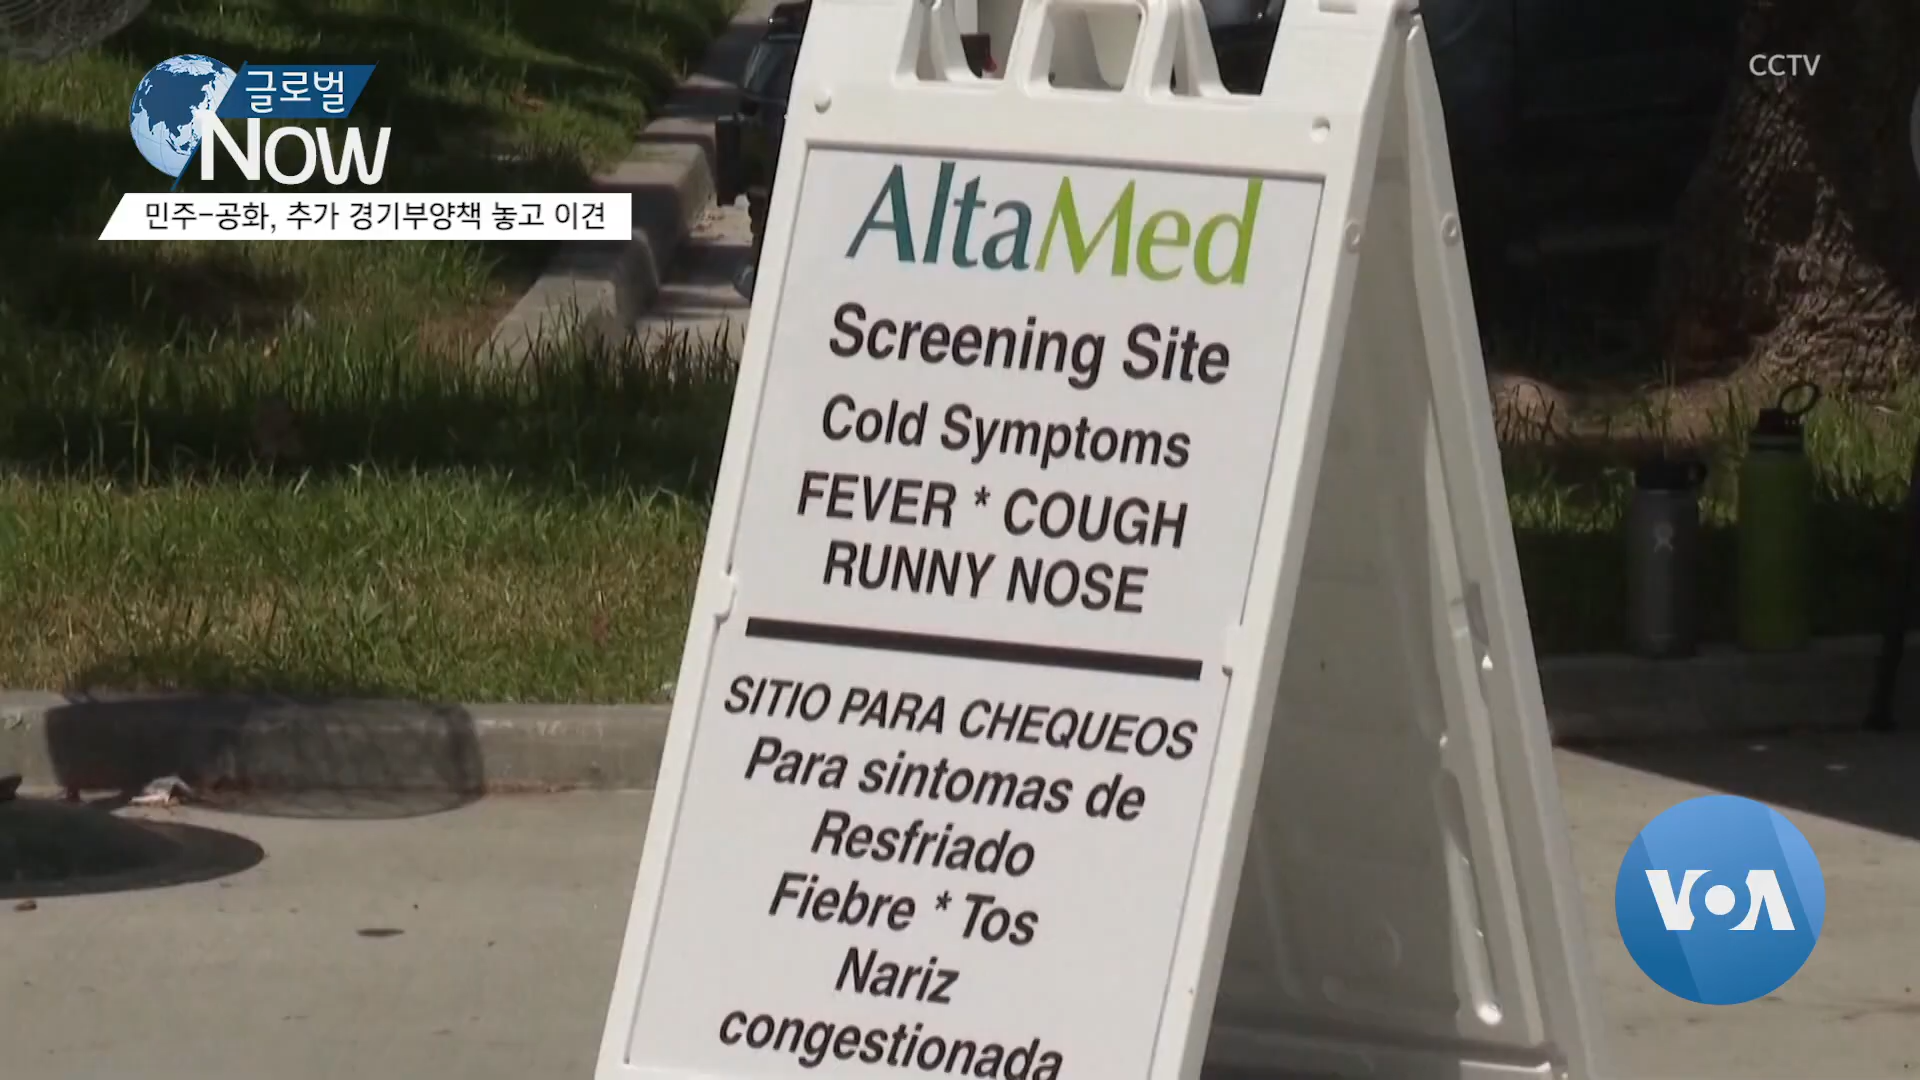 글로벌
Now
민주-공화, 추가 경기부양책 놓고 이견
CCTV
AltaMed
Screening Site
Cold Symptoms
FEVER * COUGH
RUNNY NOSE
SITIO PARA CHEQUEOS
Para sintomas de
Resfriado
Fiebre * Tos
Nariz
congestionada
VOA